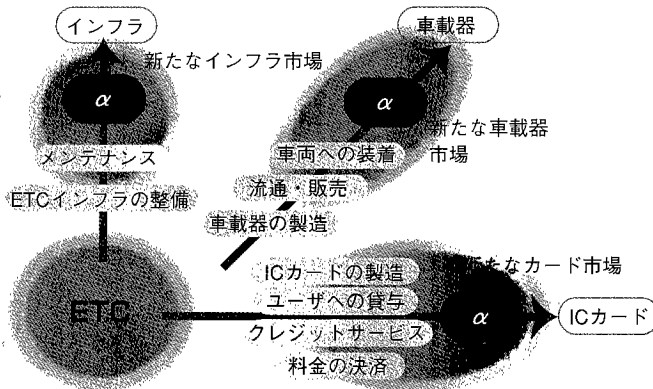 インフラ
車載器
新たなインフラ市場
α
α
新たな車載器
市場
メンテナンス
車両への装着
流通・販売
ETCインフラの整備
車載器の製造
ICカードの製造
新たなカード市場
ユーザへの貸与
ETC
α
ICカード
クレジットサービス
料金の決済